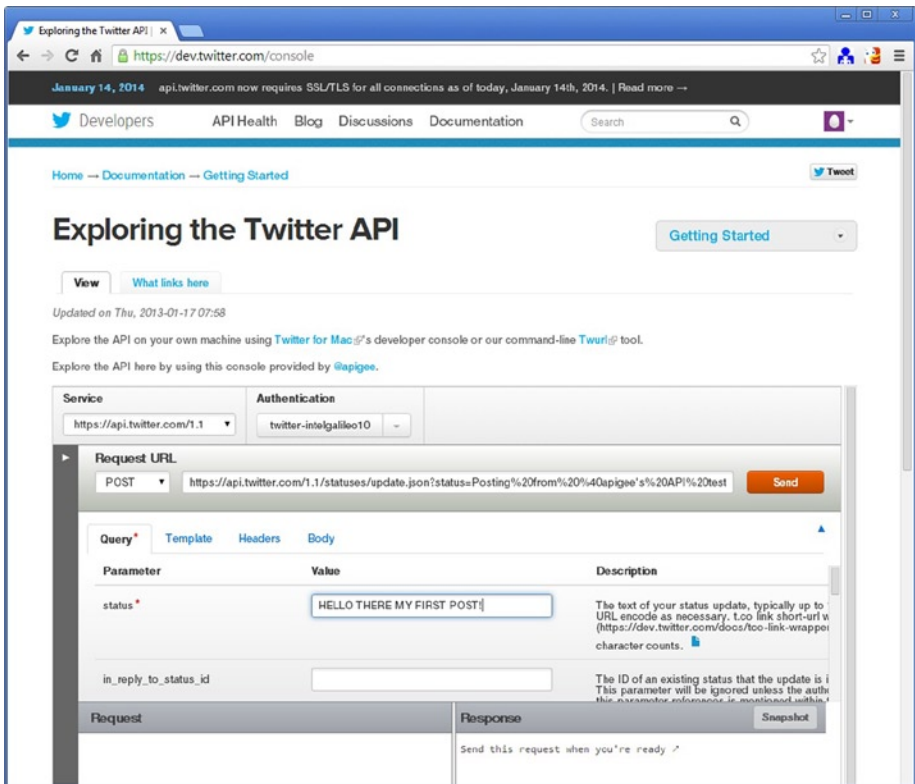 Exploring the Twitter API |
https://dev.twitter.com/console
January 14, 2014 api.twitter.com now requires SSL/TLS for all connections as of today, January 14th, 2014. | Read more →
Developers API Health Blog Discussions Documentation Search
Home → Documentation → Getting Started
Tweet
Exploring the Twitter API
Getting Started
View What links here
Updated on Thu, 2013-01-17 07:58
Explore the API on your own machine using Twitter for Mac's developer console or our command-line Twurl tool.
Explore the API here by using this console provided by @apigee.
Service Authentication
https://api.twitter.com/1.1 twitter-intelgalileo10
Request URL
POST https://api.twitter.com/1.1/statuses/update.json?status=Posting%20from%20%40apigee's%20API%20test Send
Query* Template Headers Body
Parameter Value Description
status* HELLO THERE MY FIRST POST! The text of your status update, typically up to
URL encode as necessary. t.co link short-url w
(https://dev.twitter.com/docs/tco-link-wrapper
character counts.
in_reply_to_status_id The ID of an existing status that the update is i
This parameter will be ignored unless the auth
this parameter references is mentioned within
Request Response Snapshot
Send this request when you're ready